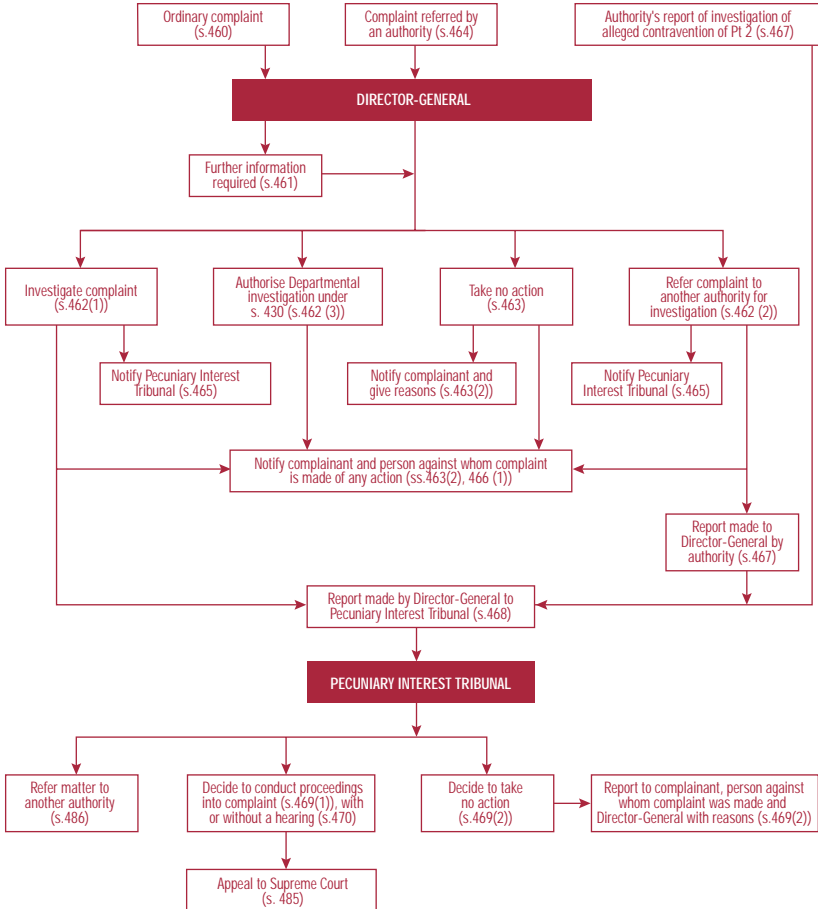 Ordinary complaint
(s.460)
Complaint referred by
an authority (s.464)
Authority's report of investigation of
alleged contravention of Pt 2 (s.467)
DIRECTOR-GENERAL
Further information
required (s.461)
Investigate complaint
(s.462(1))
Authorise Departmental
investigation under
s. 430 (s.462 (3))
Take no action
(s.463)
Refer complaint to
another authority for
investigation (s.462 (2))
Notify Pecuniary Interest
Tribunal (s.465)
Notify complainant and
give reasons (s.463(2))
Notify Pecuniary
Interest Tribunal (s.465)
Notify complainant and person against whom complaint
is made of any action (ss.463(2), 466 (1))
Report made to
Director-General by
authority (s.467)
Report made by Director-General to
Pecuniary Interest Tribunal (s.468)
PECUNIARY INTEREST TRIBUNAL
Refer matter to
another authority
(s.486)
Decide to conduct proceedings
into complaint (s.469(1)), with
or without a hearing (s.470)
Decide to take
no action
(s.469(2))
Report to complainant, person against
whom complaint was made and
Director-General with reasons (s.469(2))
Appeal to Supreme Court
(s. 485)